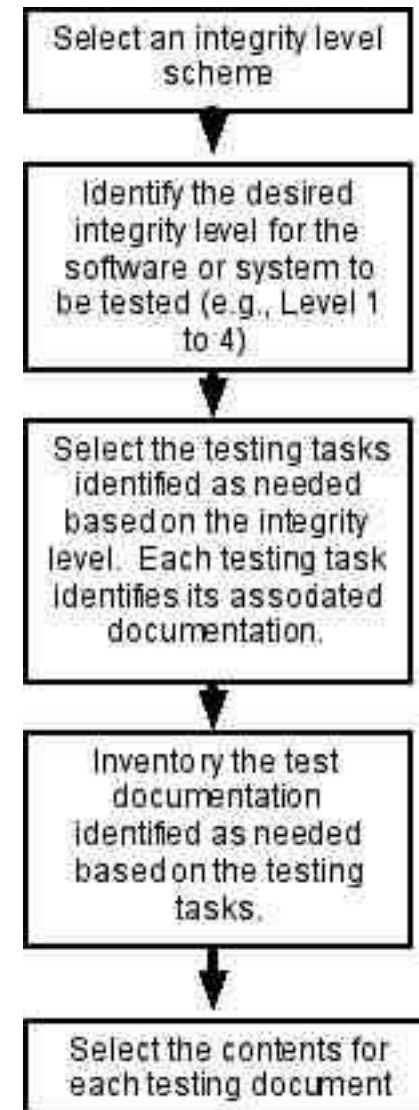 Select an integrity level
scheme
Identify the desired
integrity level for the
software or system to
be tested (e.g., Level 1
to 4)
Select the testing tasks
identified as needed
based on the integrity
level. Each testing task
identifies its associated
documentation.
Inventory the test
documentation
identified as needed
based on the testing
tasks.
Select the contents for
each testing document